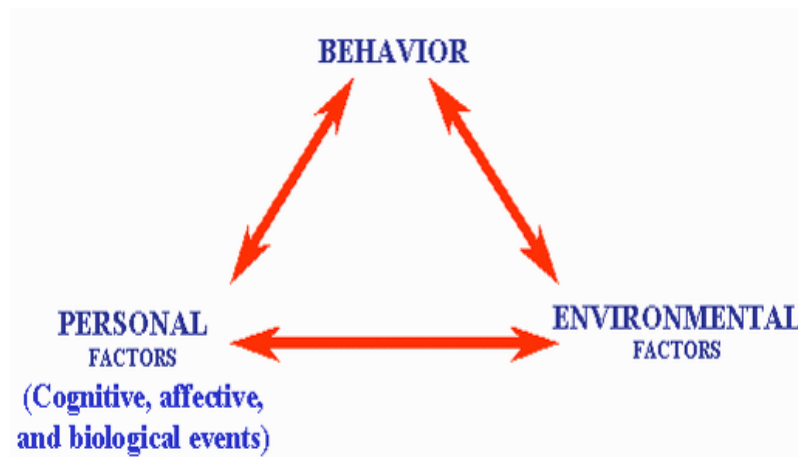 BEHAVIOR
PERSONAL
FACTORS
(Cognitive, affective,
and biological events)
ENVIRONMENTAL
FACTORS